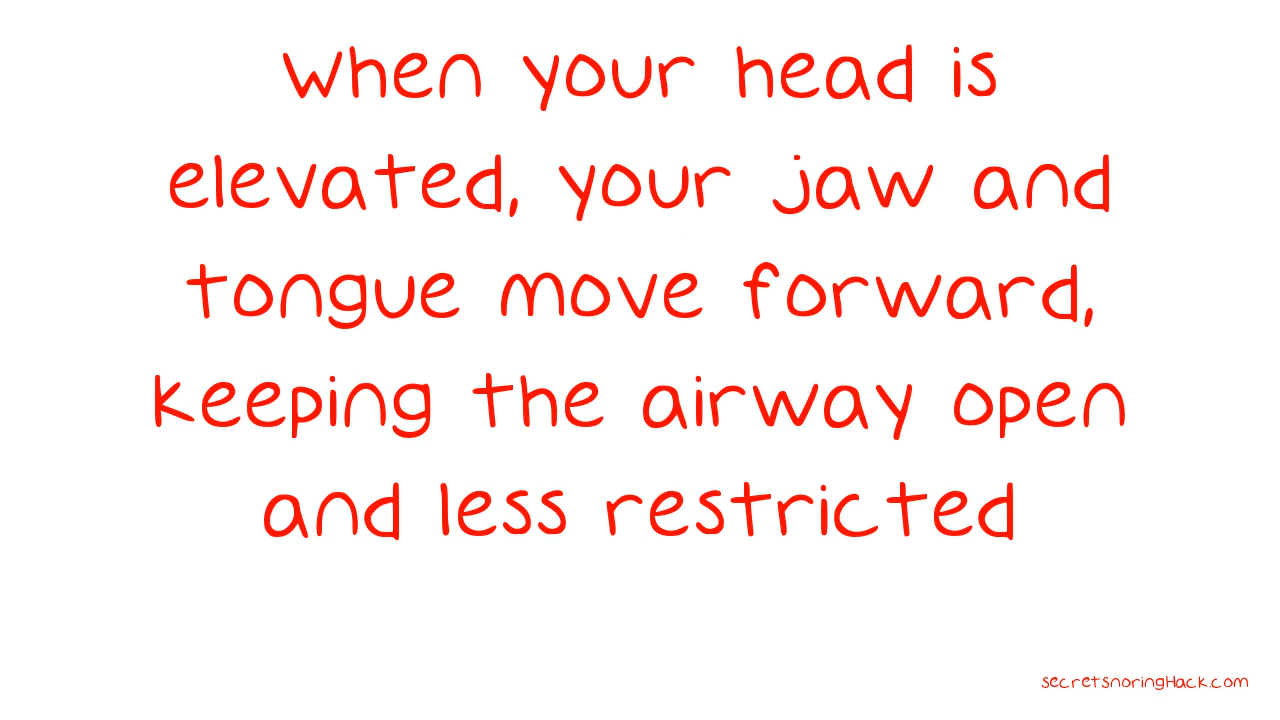 when your head is
elevated, your jaw and
tongue move forward,
keeping the airway open
and less restricted
secretsnoringHack.com